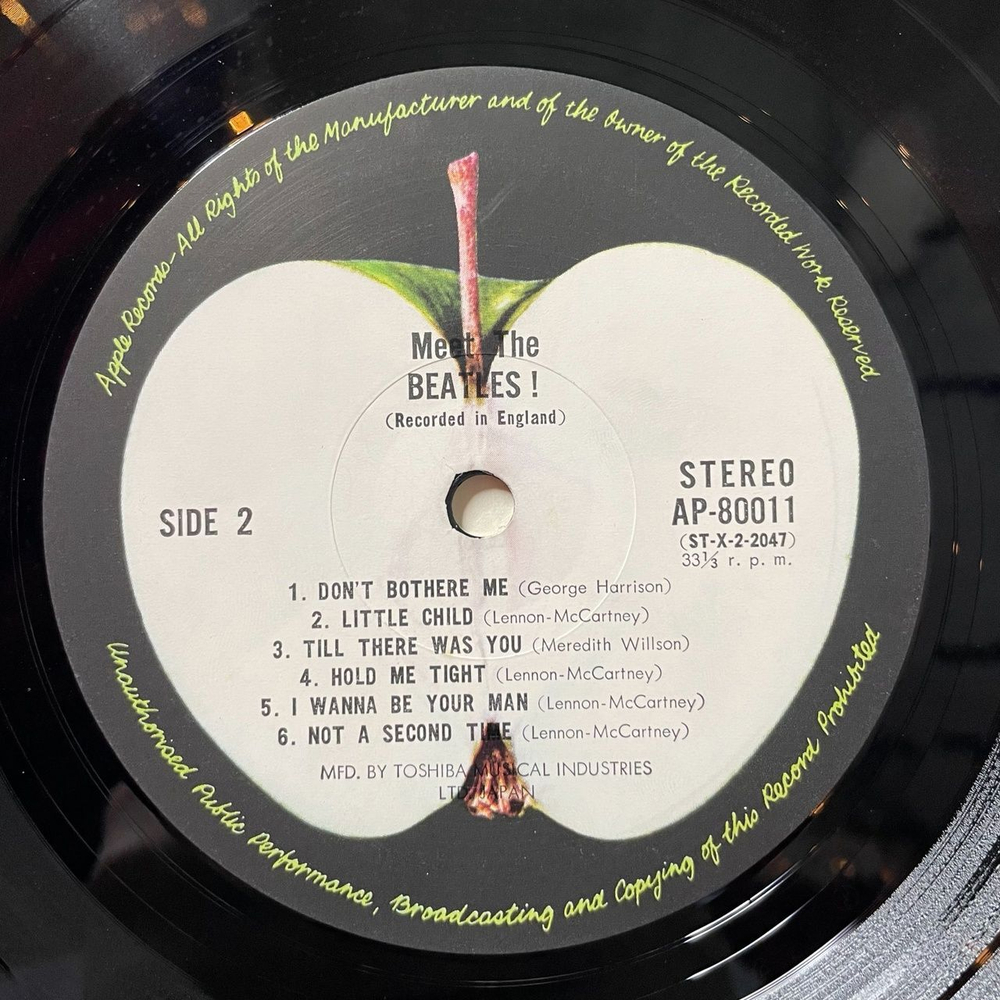 Apple Records-All Rights of the Manufacturer and of the Owner of the Recorded Work Reserved
Meet The
BEATLES!
(Recorded in England)
STEREO
AP-80011
(ST-X-2-2047)
33⅓ r. p. m.
SIDE 2
1. DON'T BOTHERE ME (George Harrison)
2. LITTLE CHILD (Lennon-McCartney)
3. TILL THERE WAS YOU (Meredith Willson)
4. HOLD ME TIGHT (Lennon-McCartney)
5. I WANNA BE YOUR MAN (Lennon-McCartney)
6. NOT A SECOND TIME (Lennon-McCartney)
MFD. BY TOSHIBA MUSICAL INDUSTRIES
LTD. JAPAN
Unauthorised Public Performance, Broadcasting and Copying of this Record Prohibited